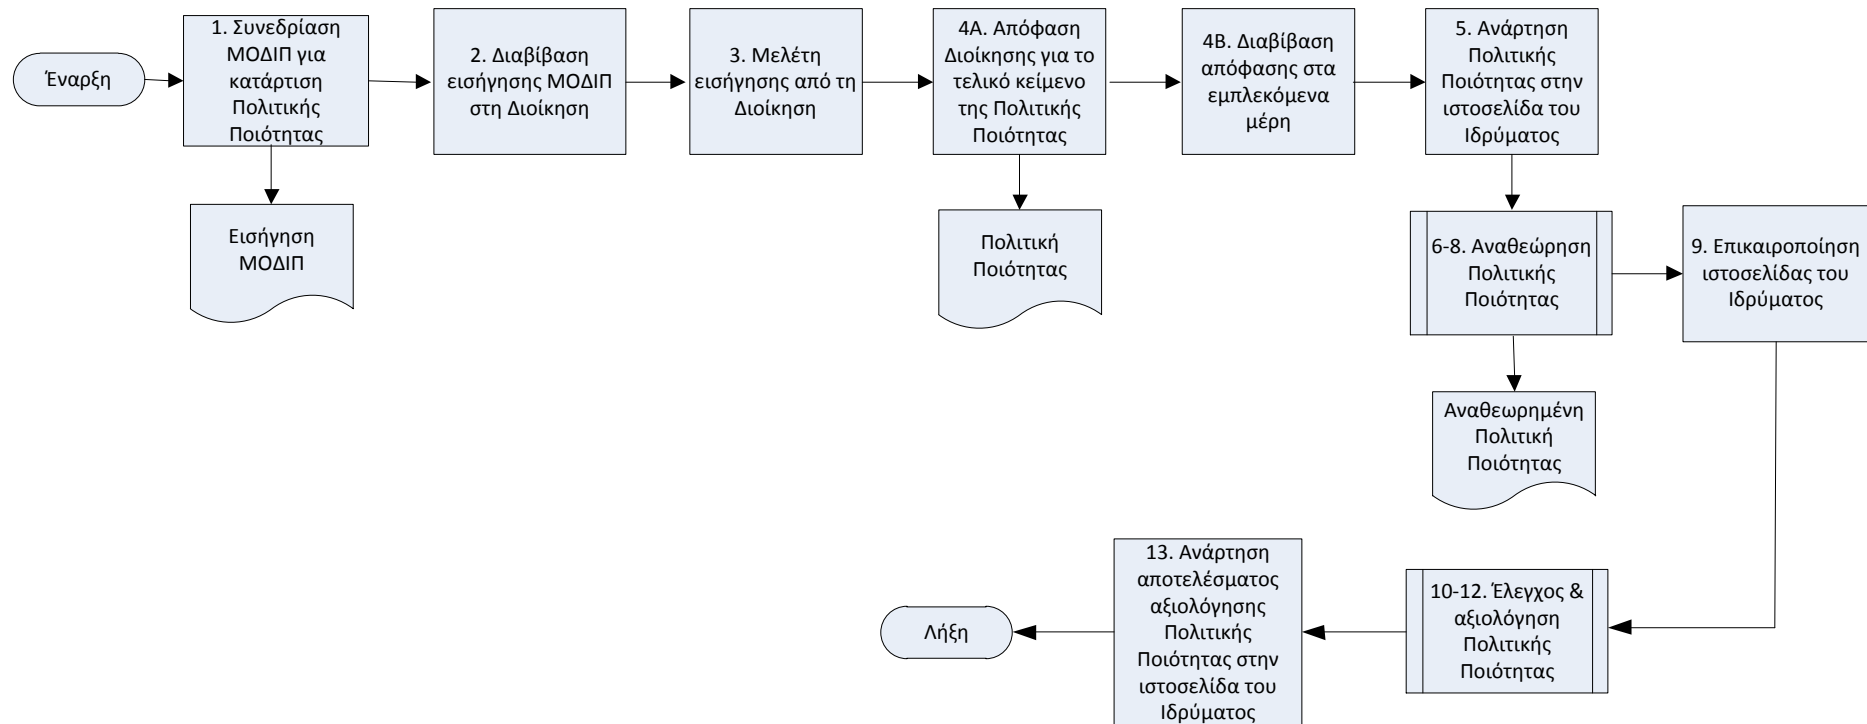 Έναρξη
1. Συνεδρίαση
ΜΟΔΙΠ για
κατάρτιση
Πολιτικής
Ποιότητας
2. Διαβίβαση
εισήγησης ΜΟΔΙΠ
στη Διοίκηση
3. Μελέτη
εισήγησης από τη
Διοίκηση
4Α. Απόφαση
Διοίκησης για το
τελικό κείμενο
της Πολιτικής
Ποιότητας
4Β. Διαβίβαση
απόφασης στα
εμπλεκόμενα
μέρη
5. Ανάρτηση
Πολιτικής
Ποιότητας στην
ιστοσελίδα του
Ιδρύματος
Εισήγηση
ΜΟΔΙΠ
Πολιτική
Ποιότητας
6-8. Αναθεώρηση
Πολιτικής
Ποιότητας
9. Επικαιροποίηση
ιστοσελίδας του
Ιδρύματος
Αναθεωρημένη
Πολιτική
Ποιότητας
10-12. Έλεγχος &
αξιολόγηση
Πολιτικής
Ποιότητας
13. Ανάρτηση
αποτελέσματος
αξιολόγησης
Πολιτικής
Ποιότητας στην
ιστοσελίδα του
Ιδρύματος
Λήξη